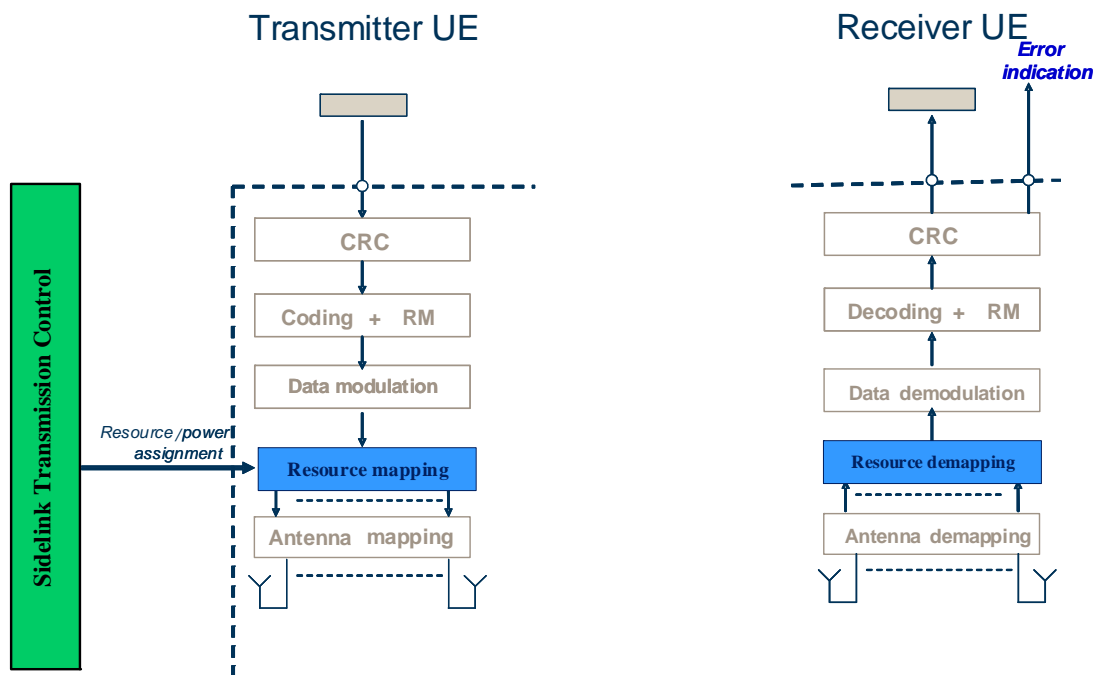 Transmitter UE
Receiver UE
Error
indication
CRC
Coding + RM
Data modulation
Resource /power
assignment
Resource mapping
Antenna mapping
Sidelink Transmission Control
CRC
Decoding + RM
Data demodulation
Resource demapping
Antenna demapping